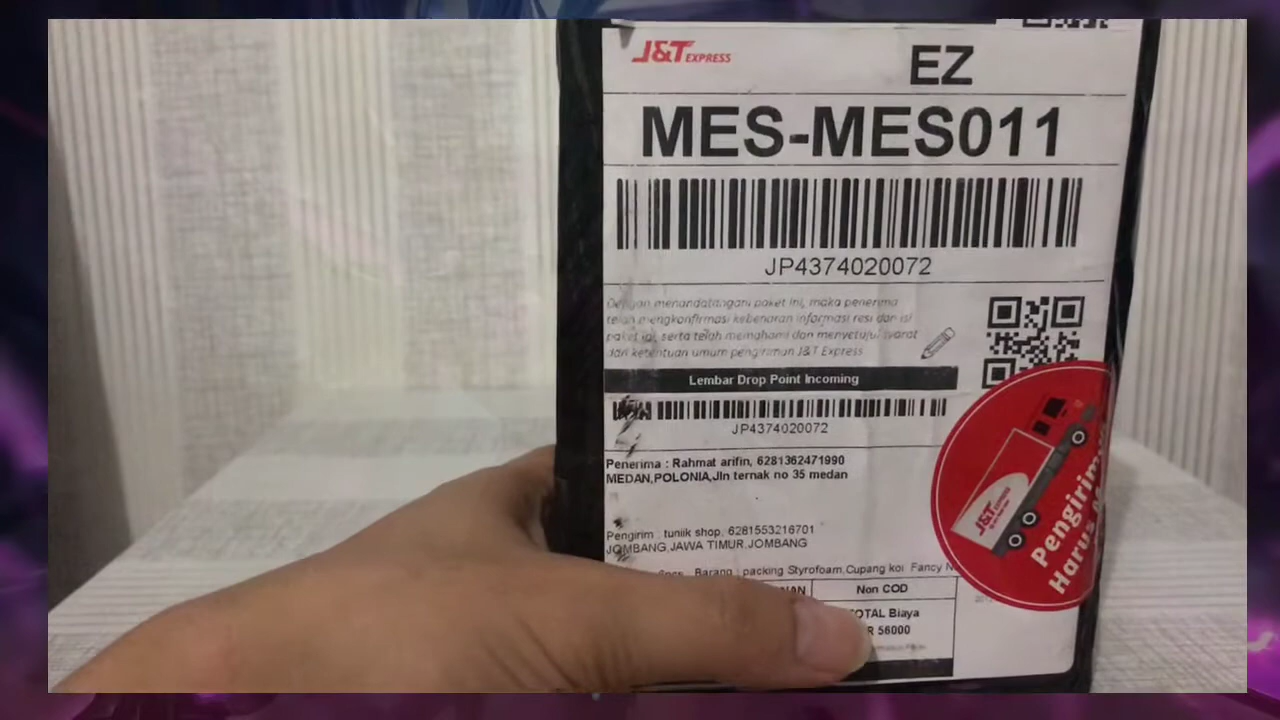 J&T EXPRESS
EZ
MES-MES011
JP4374020072
Dengan menandatangani paket ini, maka penerima
telah mengkonfirmasi kebenaran informasi resi dan isi
paket ini, serta telah memahami dan menyetujui syarat
dan ketentuan umum pengiriman J&T Express
Lembar Drop Point Incoming
JP4374020072
Penerima : Rahmat arifin, 6281362471990
MEDAN,POLONIA,Jln ternak no 35 medan
Pengirim : tuniik shop, 6281553216701
JOMBANG,JAWA TIMUR,JOMBANG
Barang : packing Styrofoam,Cupang koi Fancy
Non COD
TOTAL Biaya
56000
J&T EXPRESS